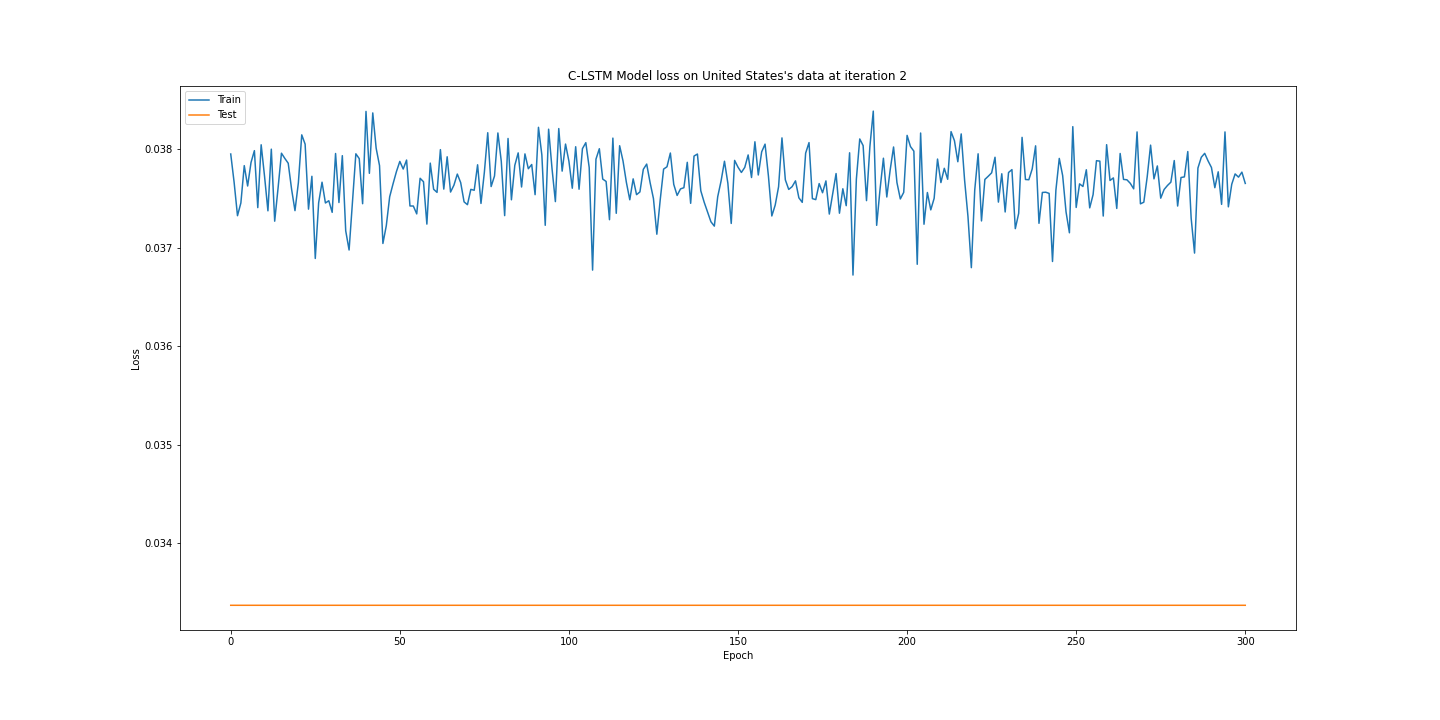 C-LSTM Model loss on United States's data at iteration 2
Train
Test
0.038
0.037
0.036
0.035
0.034
Loss
0 50 100 150 200 250 300
Epoch